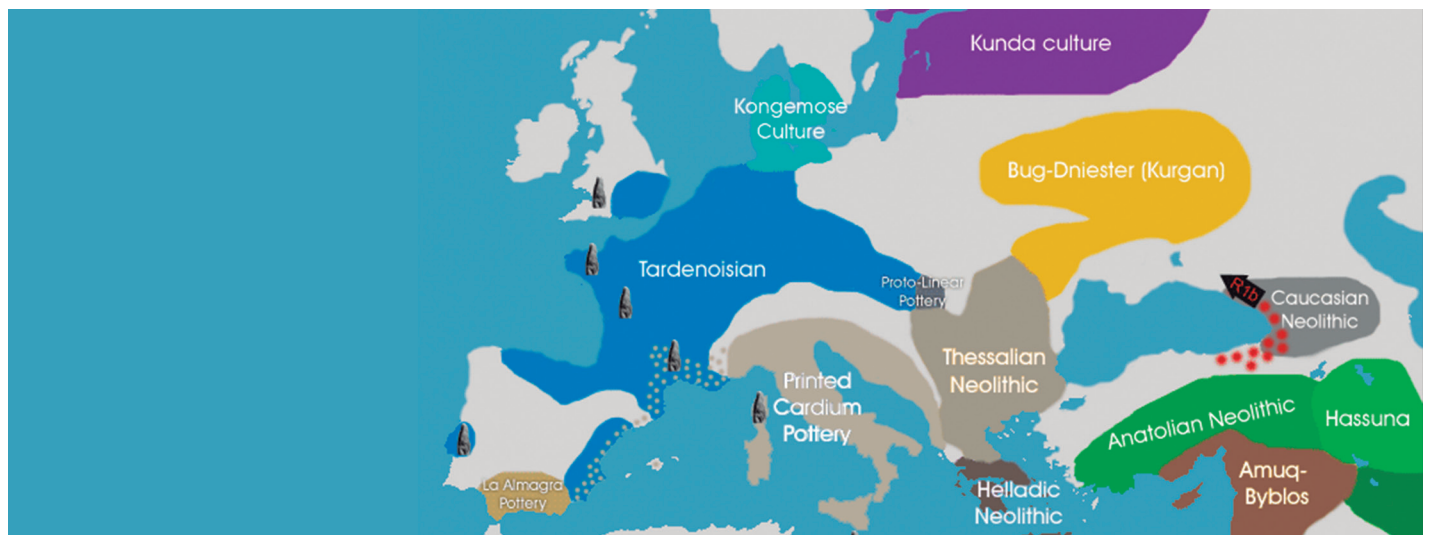 Kunda culture
Kongemose
Culture
Bug-Dniester (Kurgan)
Tardenoisian
Proto-Linear
Pottery
R1b
Caucasian
Neolithic
Thessalian
Neolithic
Printed
Cardium
Pottery
Anatolian Neolithic
Hassuna
La Almagra
Pottery
Amuq-
Byblos
Helladic
Neolithic